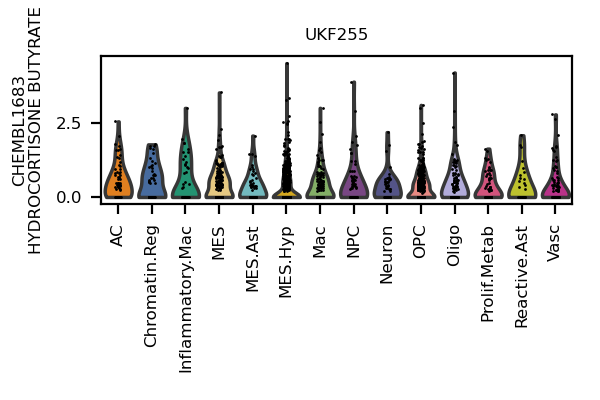 UKF255
CHEMBL1683
HYDROCORTISONE BUTYRATE
2.5
0.0
AC
Chromatin.Reg
Inflammatory.Mac
MES
MES.Ast
MES.Hyp
Mac
NPC
Neuron
OPC
Oligo
Prolif.Metab
Reactive.Ast
Vasc